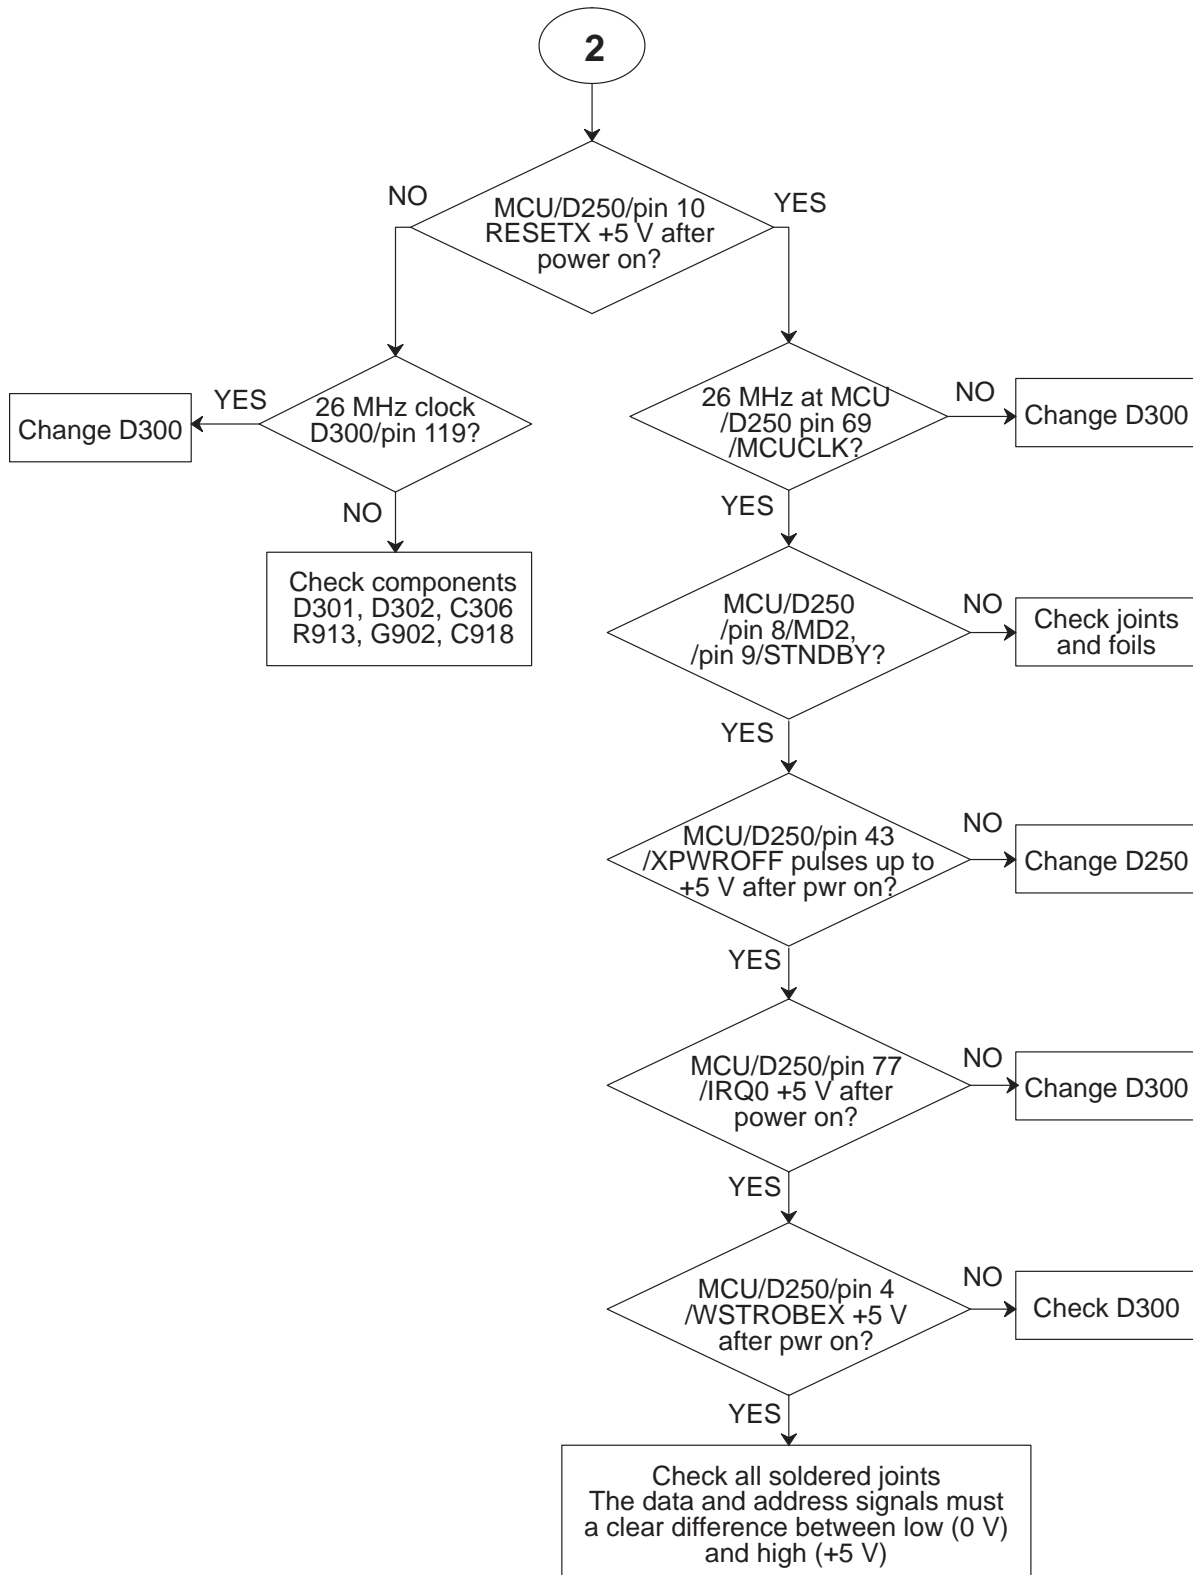 2
NO
YES
MCU/D250/pin 10
RESETX +5 V after
power on?
YES
26 MHz clock
D300/pin 119?
Change D300
NO
Check components
D301, D302, C306
R913, G902, C918
26 MHz at MCU
/D250 pin 69
/MCUCLK?
NO
Change D300
YES
MCU/D250
/pin 8/MD2,
/pin 9/STNDBY?
NO
Check joints
and foils
YES
MCU/D250/pin 43
/XPWROFF pulses up to
+5 V after pwr on?
NO
Change D250
YES
MCU/D250/pin 77
/IRQ0 +5 V after
power on?
NO
Change D300
YES
MCU/D250/pin 4
/WSTROBEX +5 V
after pwr on?
NO
Check D300
YES
Check all soldered joints
The data and address signals must
a clear difference between low (0 V)
and high (+5 V)